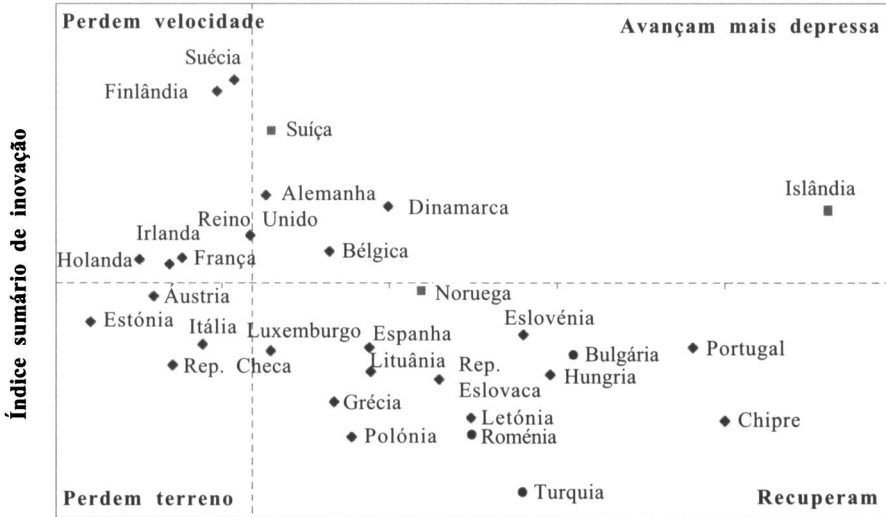 Perdem velocidade
Avançam mais depressa
Suécia
Finlândia
Suíça
Islândia
Alemanha
Dinamarca
Reino Unido
Irlanda
Bélgica
Holanda
França
Índice sumário de inovação
Noruega
Áustria
Estónia
Eslovénia
Itália
Luxemburgo
Espanha
Portugal
Bulgária
Rep. Checa
Lituânia
Rep.
Eslovaca
Hungria
Grécia
Letónia
Chipre
Polónia
Roménia
Turquia
Perdem terreno
Recuperam